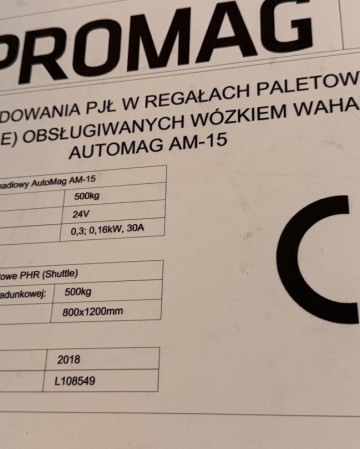 PROMAG
DOWANIA PJŁ W REGAŁACH PALETOW
E) OBSŁUGIWANYCH WÓZKIEM WAHA
AUTOMAG AM-15
adłowy AutoMag AM-15
500kg
24V
0,3; 0,16kW, 30A
towe PHR (Shuttle)
adunkowej: 500kg
800x1200mm
2018
L108549